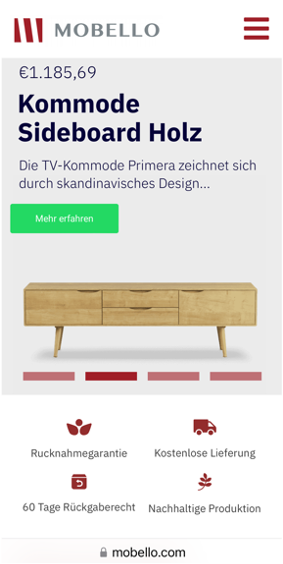 MOBELLO
€1.185,69
Kommode
Sideboard Holz
Die TV-Kommode Primera zeichnet sich
durch skandinavisches Design...
Mehr erfahren
Rucknahmegarantie
Kostenlose Lieferung
60 Tage Rückgaberecht
Nachhaltige Produktion
mobello.com